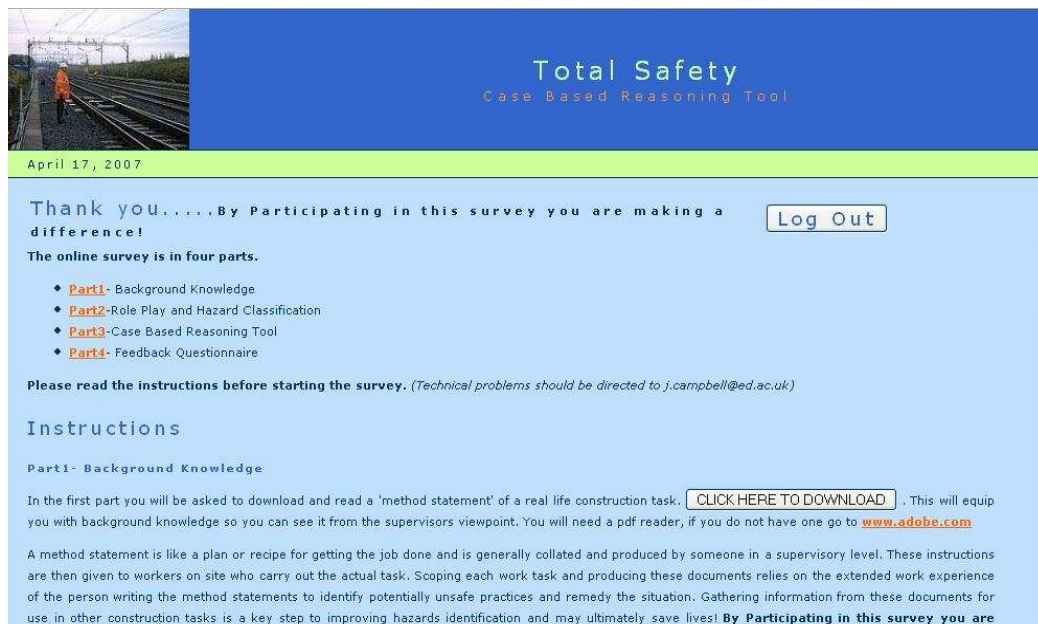 Total Safety
Case Based Reasoning Tool
April 17, 2007
Thank you.....By Participating in this survey you are making a
difference!
Log Out
The online survey is in four parts.
Part1- Background Knowledge
Part2-Role Play and Hazard Classification
Part3-Case Based Reasoning Tool
Part4- Feedback Questionnaire
Please read the instructions before starting the survey. (Technical problems should be directed to j.campbell@ed.ac.uk)
Instructions
Part1- Background Knowledge
In the first part you will be asked to download and read a 'method statement' of a real life construction task. CLICK HERE TO DOWNLOAD . This will equip
you with background knowledge so you can see it from the supervisors viewpoint. You will need a pdf reader, if you do not have one go to www.adobe.com
A method statement is like a plan or recipe for getting the job done and is generally collated and produced by someone in a supervisory level. These instructions
are then given to workers on site who carry out the actual task. Scoping each work task and producing these documents relies on the extended work experience
of the person writing the method statements to identify potentially unsafe practices and remedy the situation. Gathering information from these documents for
use in other construction tasks is a key step to improving hazards identification and may ultimately save lives! By Participating in this survey you are